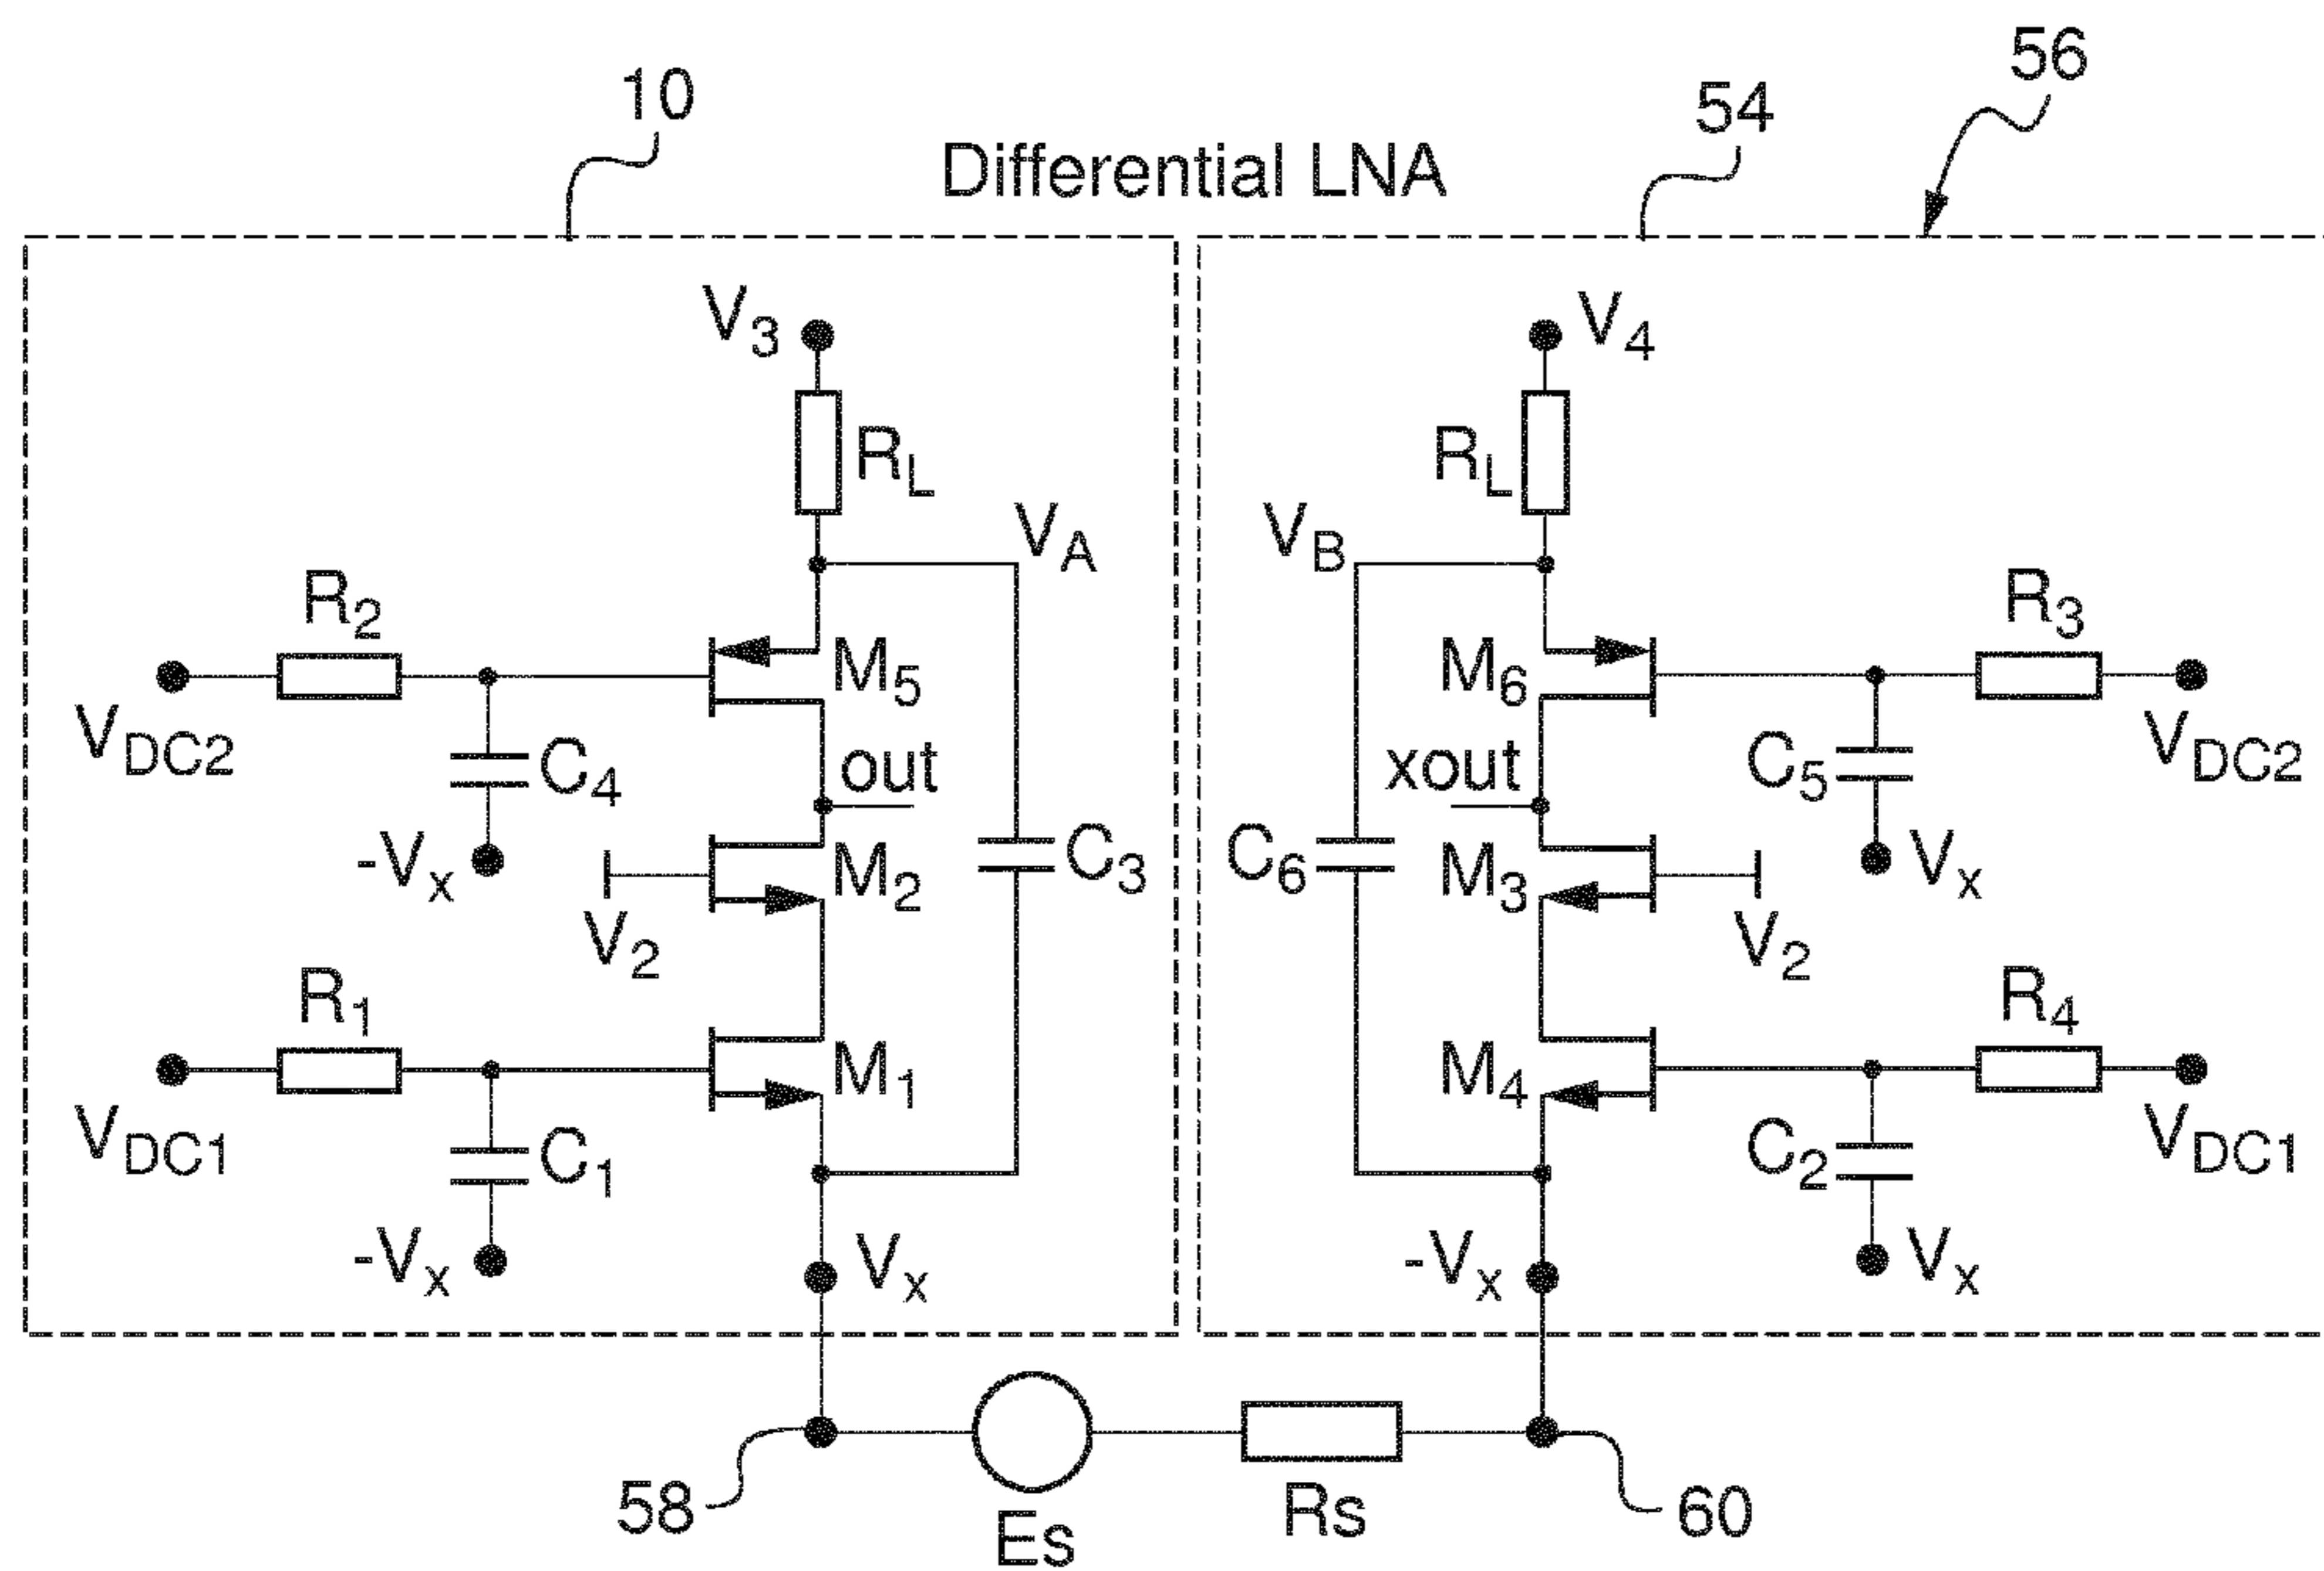 56
10
54
Differential LNA
V3
V4
RL
RL
VA
VB
R2
R3
M5
M6
VDC2
C4
out
xout
C5
VDC2
-Vx
M2
C3
C6
M3
Vx
V2
V2
R1
R4
M1
M4
VDC1
C1
C2
VDC1
-Vx
Vx
-Vx
Vx
58
Es
Rs
60